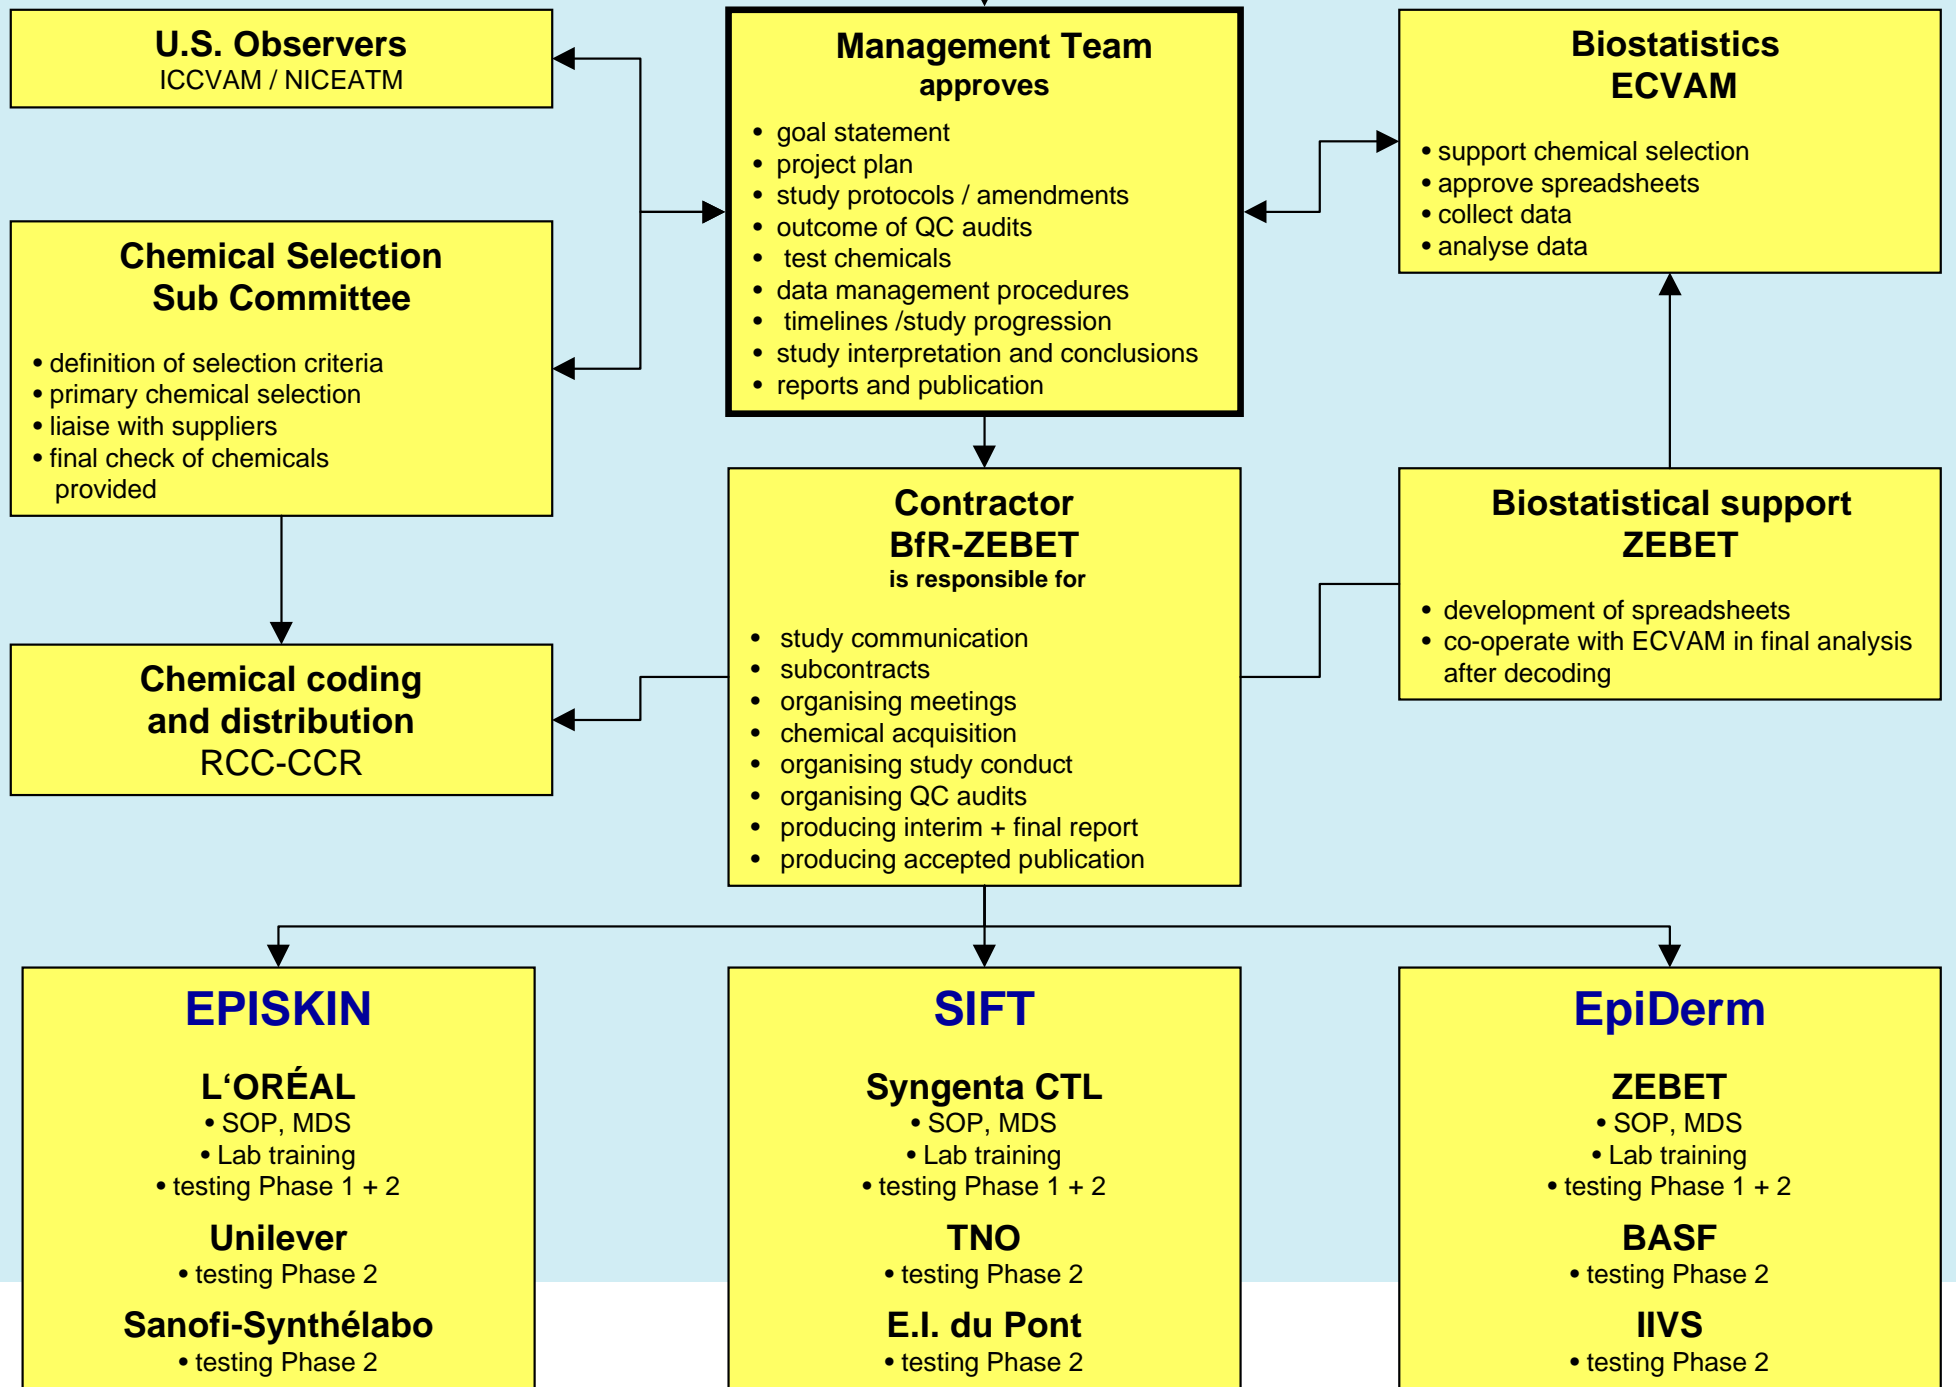 U.S. Observers
ICCVAM / NICEATM
Management Team
approves
• goal statement
• project plan
• study protocols / amendments
• outcome of QC audits
• test chemicals
• data management procedures
• timelines /study progression
• study interpretation and conclusions
• reports and publication
Biostatistics
ECVAM
• support chemical selection
• approve spreadsheets
• collect data
• analyse data
Chemical Selection
Sub Committee
• definition of selection criteria
• primary chemical selection
• liaise with suppliers
• final check of chemicals
provided
Contractor
BfR-ZEBET
is responsible for
• study communication
• subcontracts
• organising meetings
• chemical acquisition
• organising study conduct
• organising QC audits
• producing interim + final report
• producing accepted publication
Biostatistical support
ZEBET
• development of spreadsheets
• co-operate with ECVAM in final analysis
after decoding
Chemical coding
and distribution
RCC-CCR
EPISKIN
L‘ORÉAL
• SOP, MDS
• Lab training
• testing Phase 1 + 2
Unilever
• testing Phase 2
Sanofi-Synthélabo
• testing Phase 2
SIFT
Syngenta CTL
• SOP, MDS
• Lab training
• testing Phase 1 + 2
TNO
• testing Phase 2
E.I. du Pont
• testing Phase 2
EpiDerm
ZEBET
• SOP, MDS
• Lab training
• testing Phase 1 + 2
BASF
• testing Phase 2
IIVS
• testing Phase 2